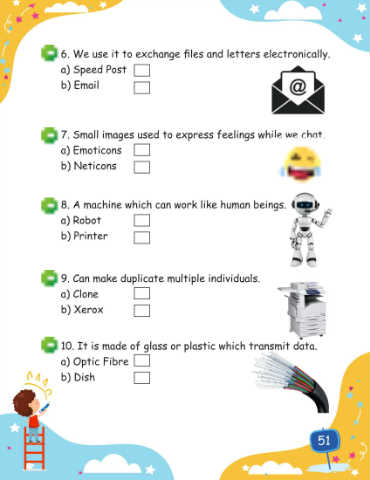 6. We use it to exchange files and letters electronically.
a) Speed Post
b) Email
@
7. Small images used to express feelings while we chat.
a) Emoticons
b) Neticons
8. A machine which can work like human beings.
a) Robot
b) Printer
9. Can make duplicate multiple individuals.
a) Clone
b) Xerox
10. It is made of glass or plastic which transmit data.
a) Optic Fibre
b) Dish
51